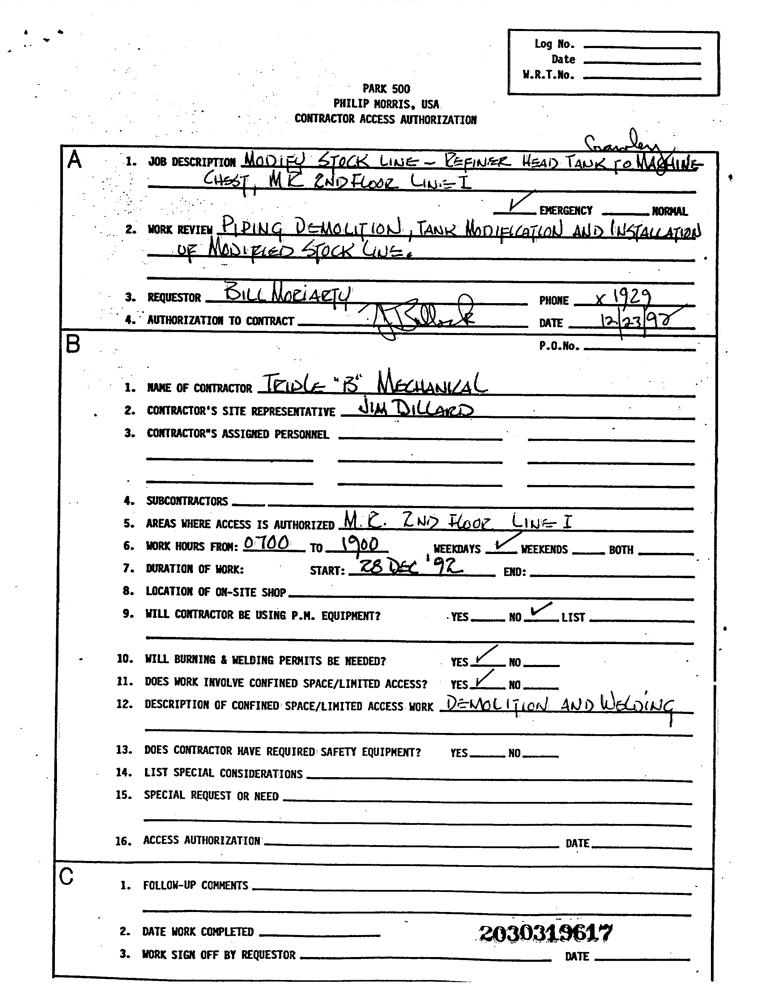 Log No.
Date
W.R.T.No.
PARK 500
PHILIP MORRIS, USA
CONTRACTOR ACCESS AUTHORIZATION
Crawley
A 1. JOB DESCRIPTION MODIFY STOCK LINE - REFINER HEAD TANK TO MACHINE
CHEST, M R 2ND FLOOR LINE I
✓ EMERGENCY NORMAL
2. WORK REVIEW PIPING DEMOLITION, TANK MODIFICATION AND INSTALLATION
OF MODIFIED STOCK LINE.
3. REQUESTOR BILL MORIARTY PHONE x 1929
4. AUTHORIZATION TO CONTRACT DATE 12/23/92
B P.O.No.
1. NAME OF CONTRACTOR TRIPLE "B" MECHANICAL
2. CONTRACTOR'S SITE REPRESENTATIVE JIM DILLARD
3. CONTRACTOR"S ASSIGNED PERSONNEL
4. SUBCONTRACTORS
5. AREAS WHERE ACCESS IS AUTHORIZED M.R. 2ND FLOOR LINE I
6. WORK HOURS FROM: 0700 TO 1900 WEEKDAYS ✓ WEEKENDS BOTH
7. DURATION OF WORK: START: 28 DEC '92 END:
8. LOCATION OF ON-SITE SHOP
9. WILL CONTRACTOR BE USING P.M. EQUIPMENT? YES NO ✓ LIST
10. WILL BURNING & WELDING PERMITS BE NEEDED? YES ✓ NO
11. DOES WORK INVOLVE CONFINED SPACE/LIMITED ACCESS? YES ✓ NO
12. DESCRIPTION OF CONFINED SPACE/LIMITED ACCESS WORK DEMOLITION AND WELDING
13. DOES CONTRACTOR HAVE REQUIRED SAFETY EQUIPMENT? YES NO
14. LIST SPECIAL CONSIDERATIONS
15. SPECIAL REQUEST OR NEED
16. ACCESS AUTHORIZATION DATE
C 1. FOLLOW-UP COMMENTS
2. DATE WORK COMPLETED
2030319617
3. WORK SIGN OFF BY REQUESTOR DATE